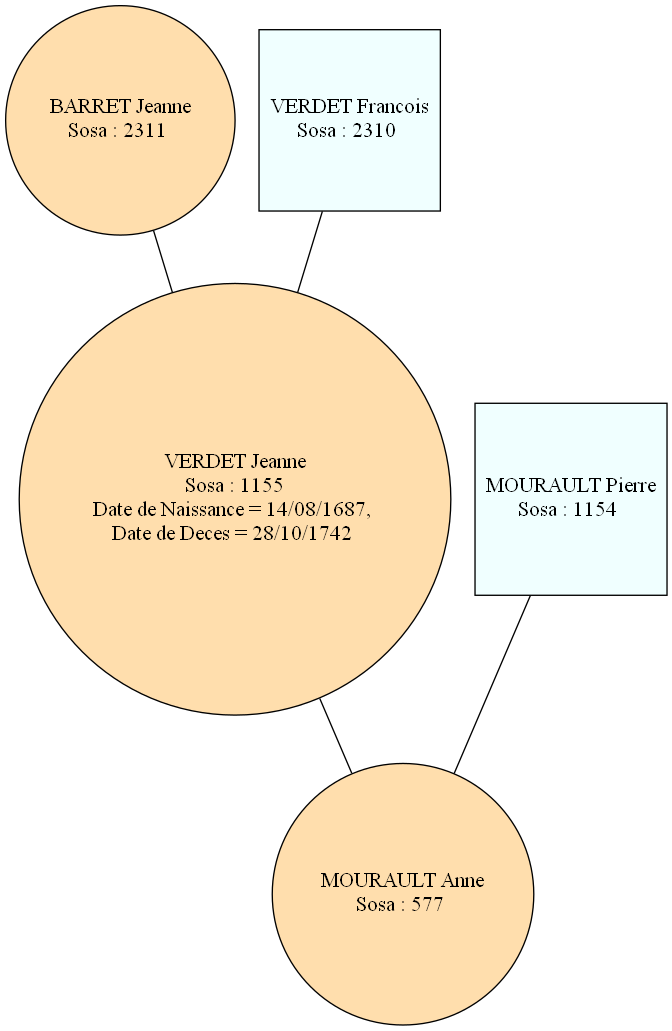 BARRET Jeanne
Sosa : 2311
VERDET Francois
Sosa : 2310
VERDET Jeanne
Sosa : 1155
Date de Naissance = 14/08/1687,
Date de Deces = 28/10/1742
MOURAULT Pierre
Sosa : 1154
MOURAULT Anne
Sosa : 577